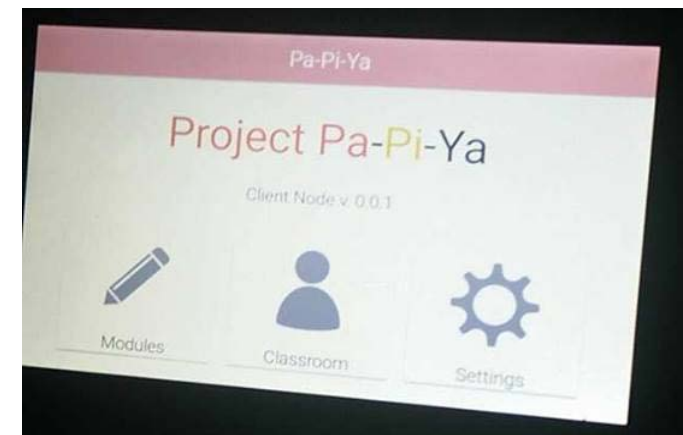 Pa-Pi-Ya
Project Pa-Pi-Ya
Client Node v. 0.0.1
Modules
Classroom
Settings